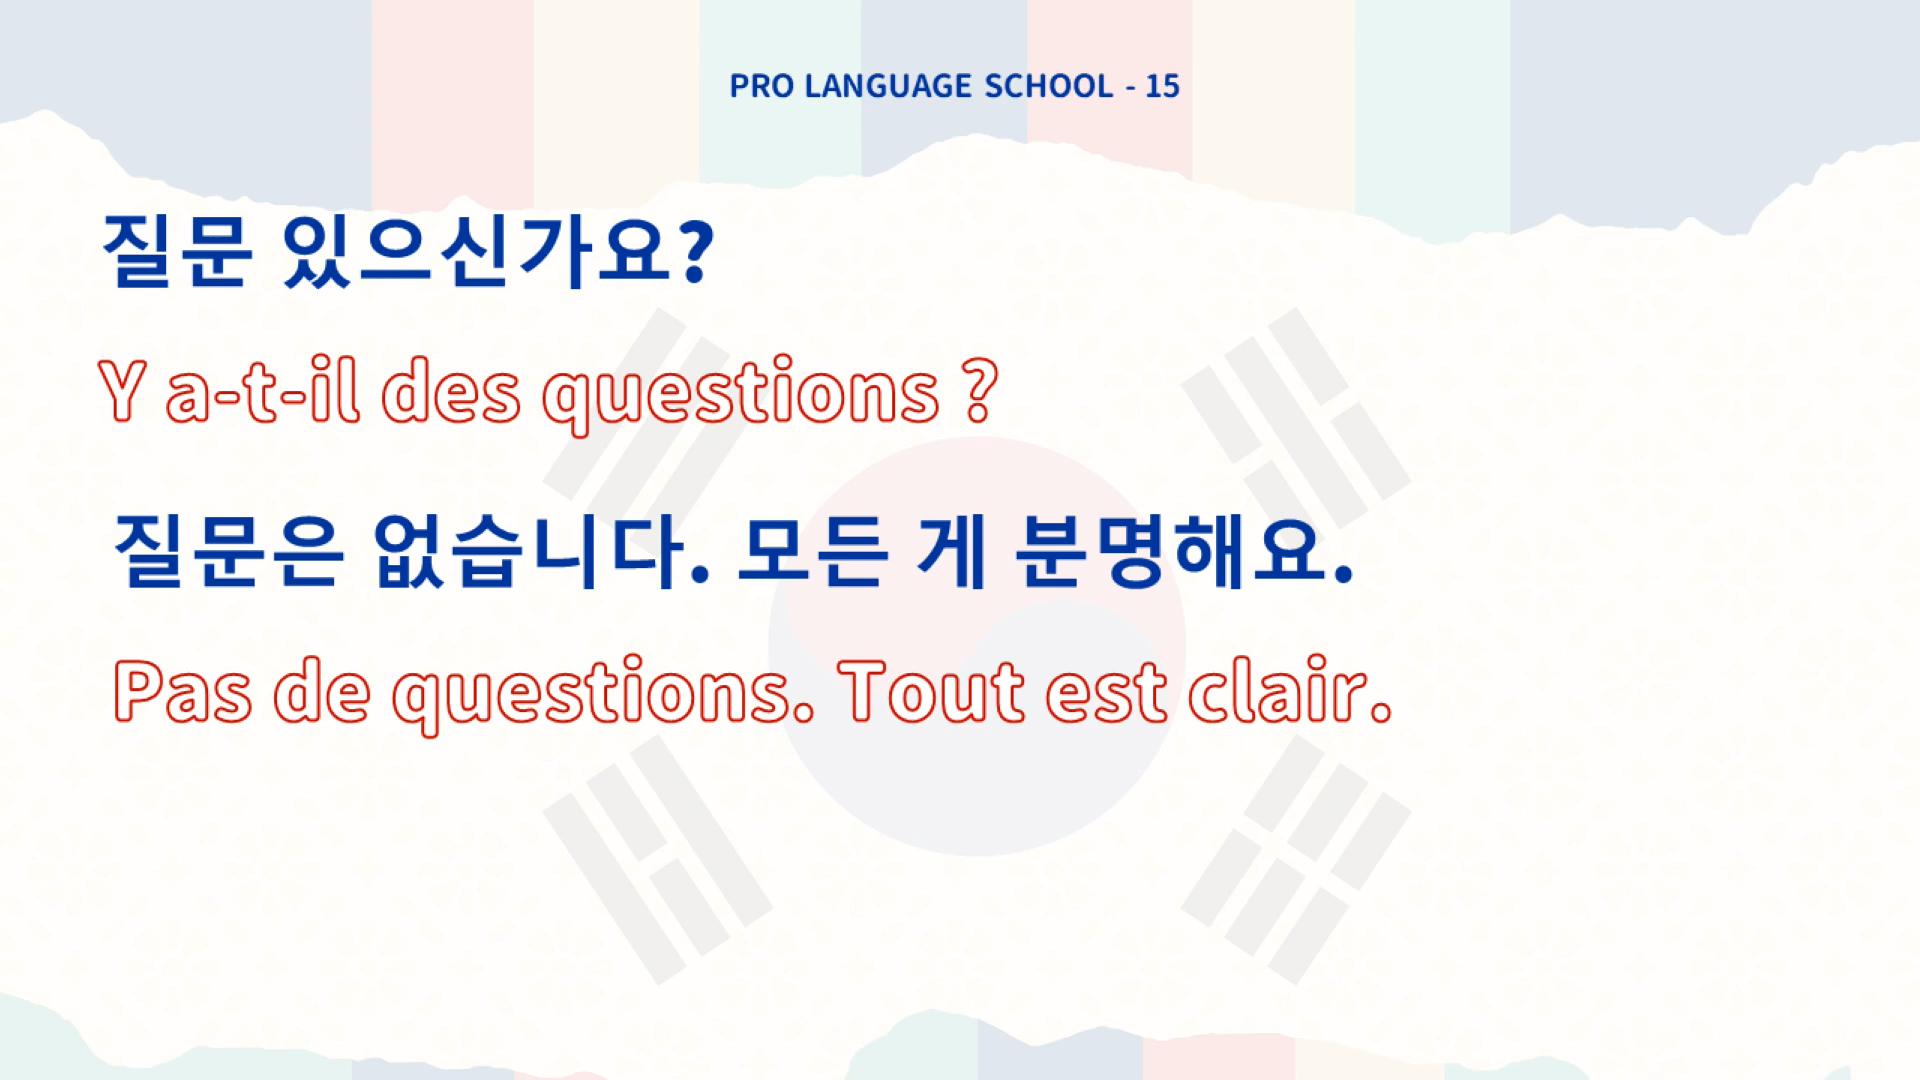 PRO LANGUAGE SCHOOL - 15
질문 있으신가요?
Y a-t-il des questions ?
질문은 없습니다. 모든 게 분명해요.
Pas de questions. Tout est clair.